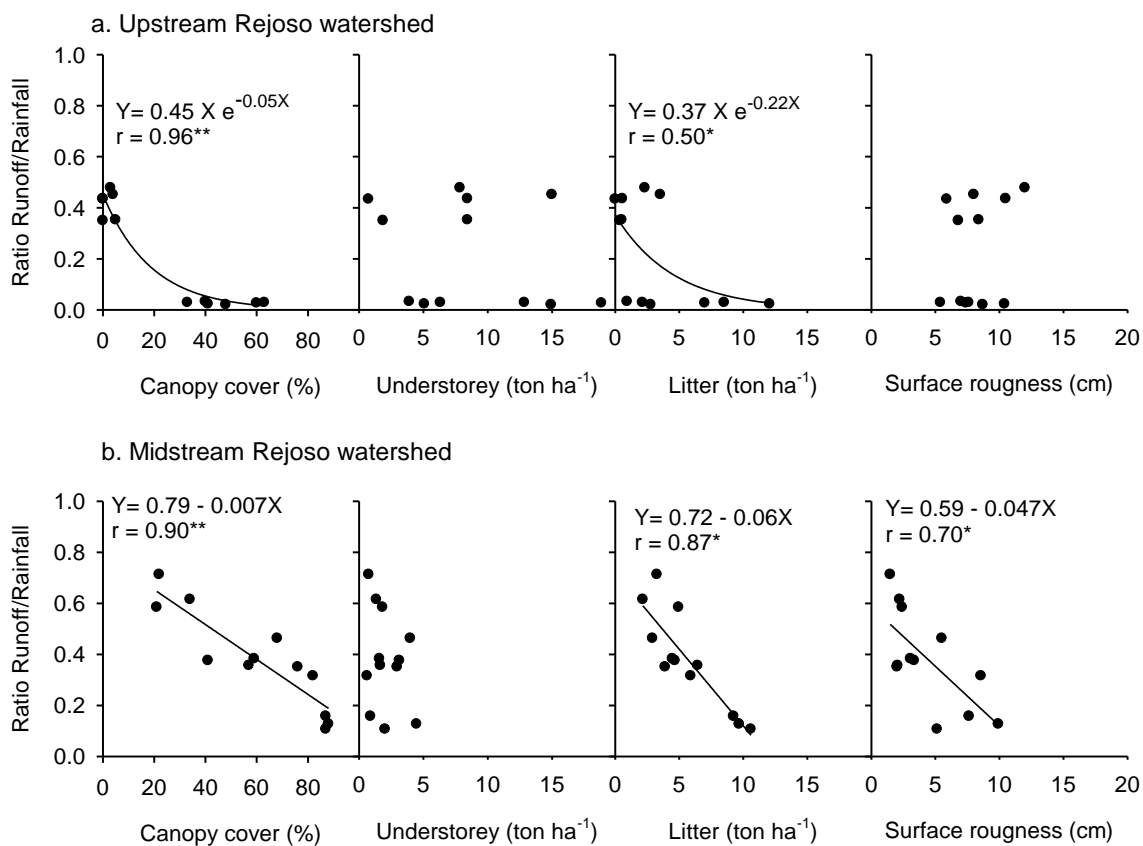 a. Upstream Rejoso watershed
Ratio Runoff/Rainfall
1.0
0.8
0.6
0.4
0.2
0.0
Y= 0.45 X e^-0.05X
r = 0.96**
Y= 0.37 X e^-0.22X
r = 0.50*
0 20 40 60 80 0 5 10 15 0 5 10 15 0 5 10 15 20
Canopy cover (%) Understorey (ton ha^-1) Litter (ton ha^-1) Surface rougness (cm)
b. Midstream Rejoso watershed
Ratio Runoff/Rainfall
1.0
0.8
0.6
0.4
0.2
0.0
Y= 0.79 - 0.007X
r = 0.90**
Y= 0.72 - 0.06X
r = 0.87*
Y= 0.59 - 0.047X
r = 0.70*
0 20 40 60 80 0 5 10 15 0 5 10 15 0 5 10 15 20
Canopy cover (%) Understorey (ton ha^-1) Litter (ton ha^-1) Surface rougness (cm)